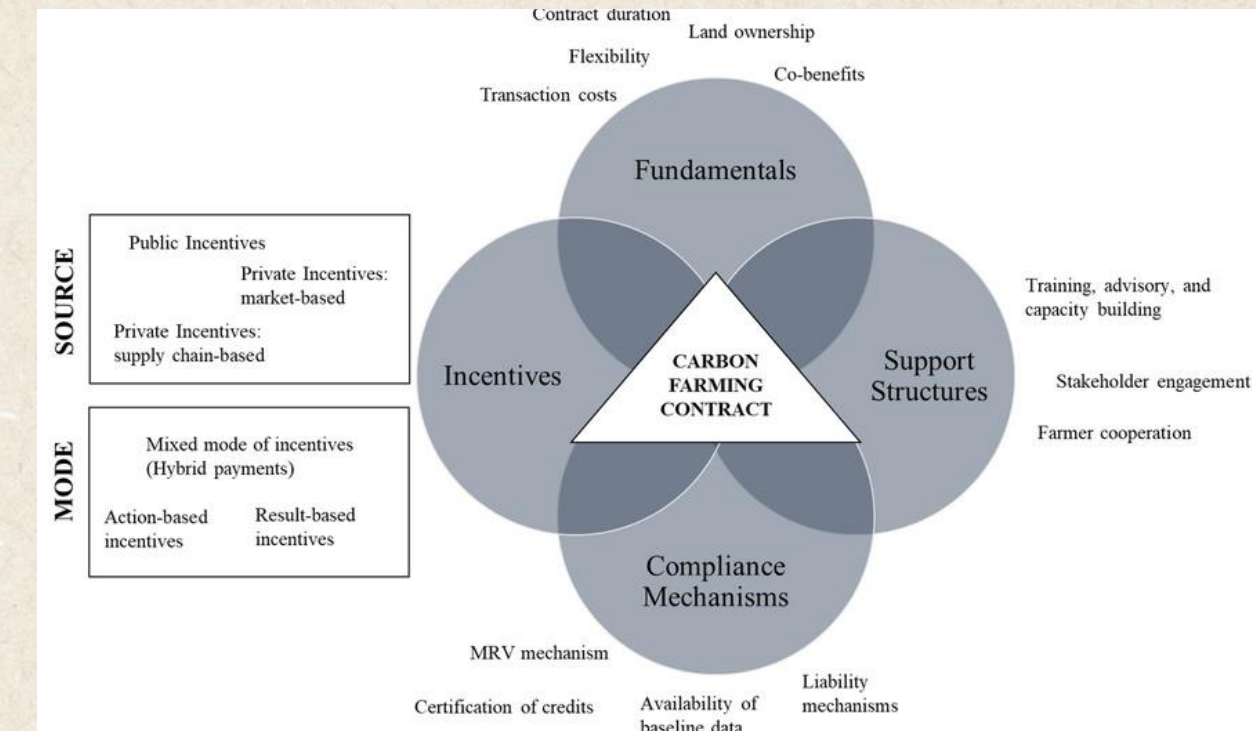 Contract duration
Land ownership
Flexibility
Co-benefits
Transaction costs
Fundamentals
SOURCE
Public Incentives
Private Incentives:
market-based
Private Incentives:
supply chain-based
Incentives
CARBON
FARMING
CONTRACT
Support
Structures
Training, advisory, and
capacity building
Stakeholder engagement
Farmer cooperation
MODE
Mixed mode of incentives
(Hybrid payments)
Action-based
incentives
Result-based
incentives
Compliance
Mechanisms
MRV mechanism
Certification of credits
Availability of
baseline data
Liability
mechanisms